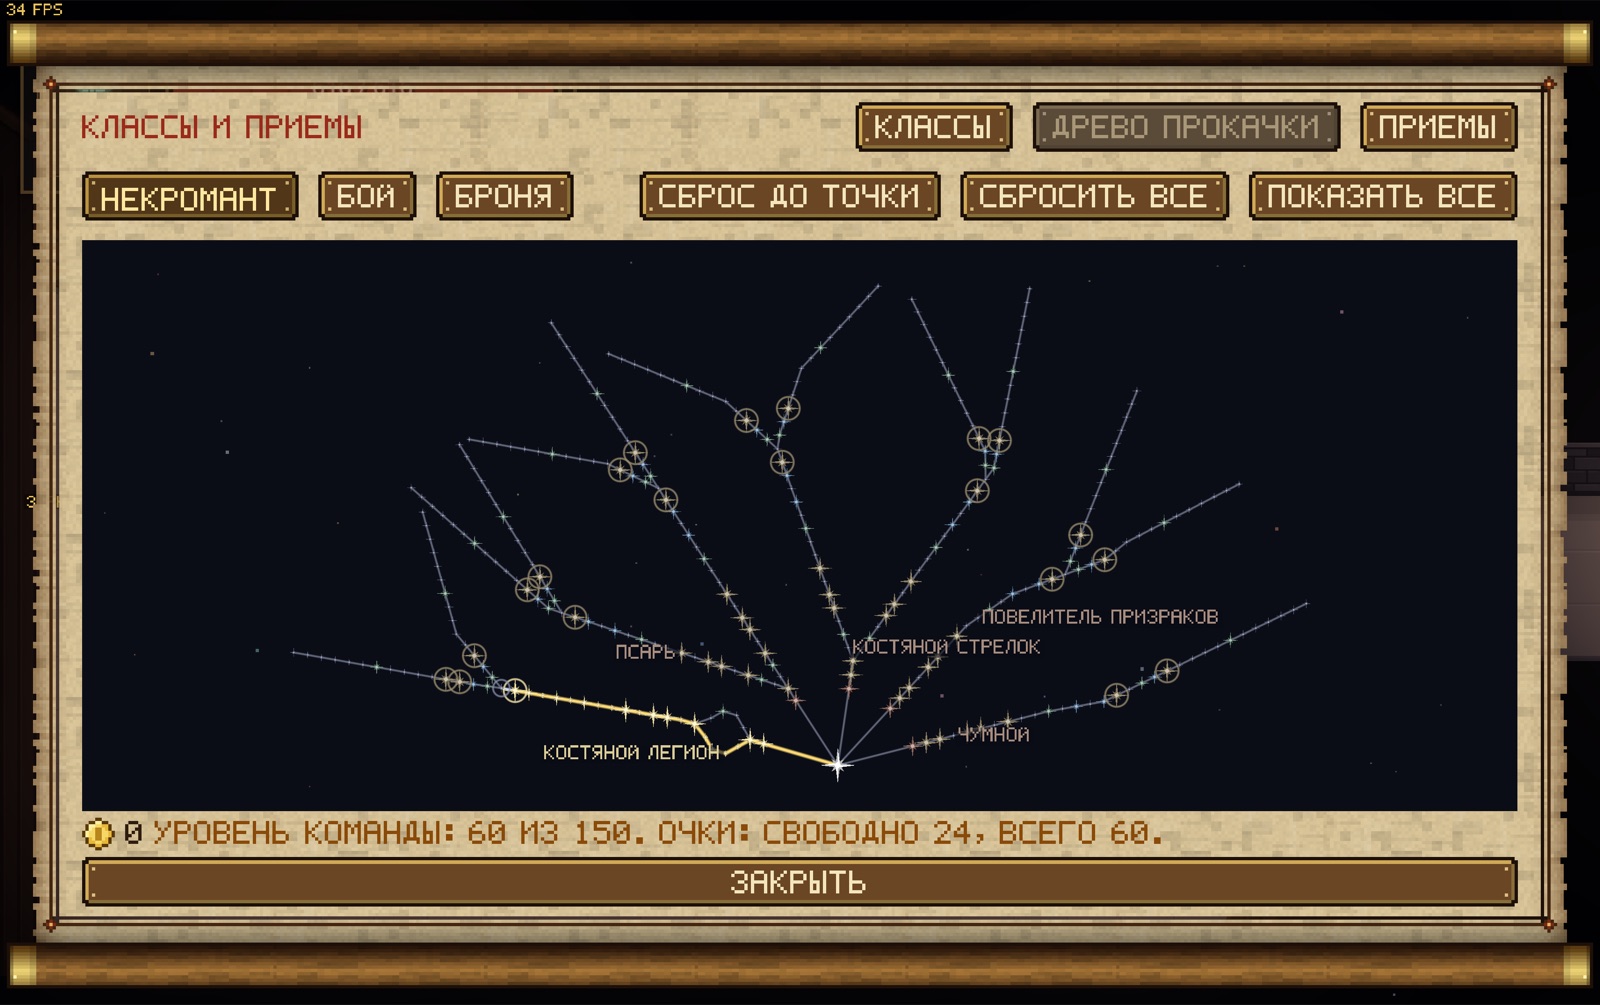 34 FPS
КЛАССЫ И ПРИЕМЫ
КЛАССЫ
ДРЕВО ПРОКАЧКИ
ПРИЕМЫ
НЕКРОМАНТ
БОЙ
БРОНЯ
СБРОС ДО ТОЧКИ
СБРОСИТЬ ВСЕ
ПОКАЗАТЬ ВСЕ
ПОВЕЛИТЕЛЬ ПРИЗРАКОВ
КОСТЯНОЙ СТРЕЛОК
ПСАРЬ
ЧУМНОЙ
КОСТЯНОЙ ЛЕГИОН
0 УРОВЕНЬ КОМАНДЫ: 60 ИЗ 150. ОЧКИ: СВОБОДНО 24, ВСЕГО 60.
ЗАКРЫТЬ